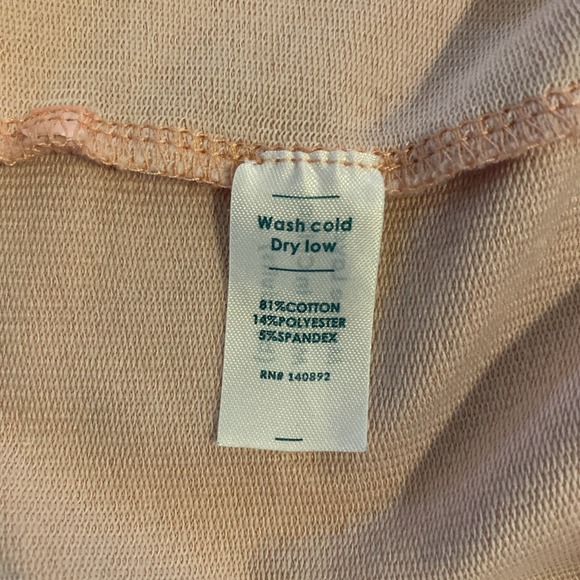 Wash cold
Dry low
81%COTTON
14%POLYESTER
5%SPANDEX
RN# 140892